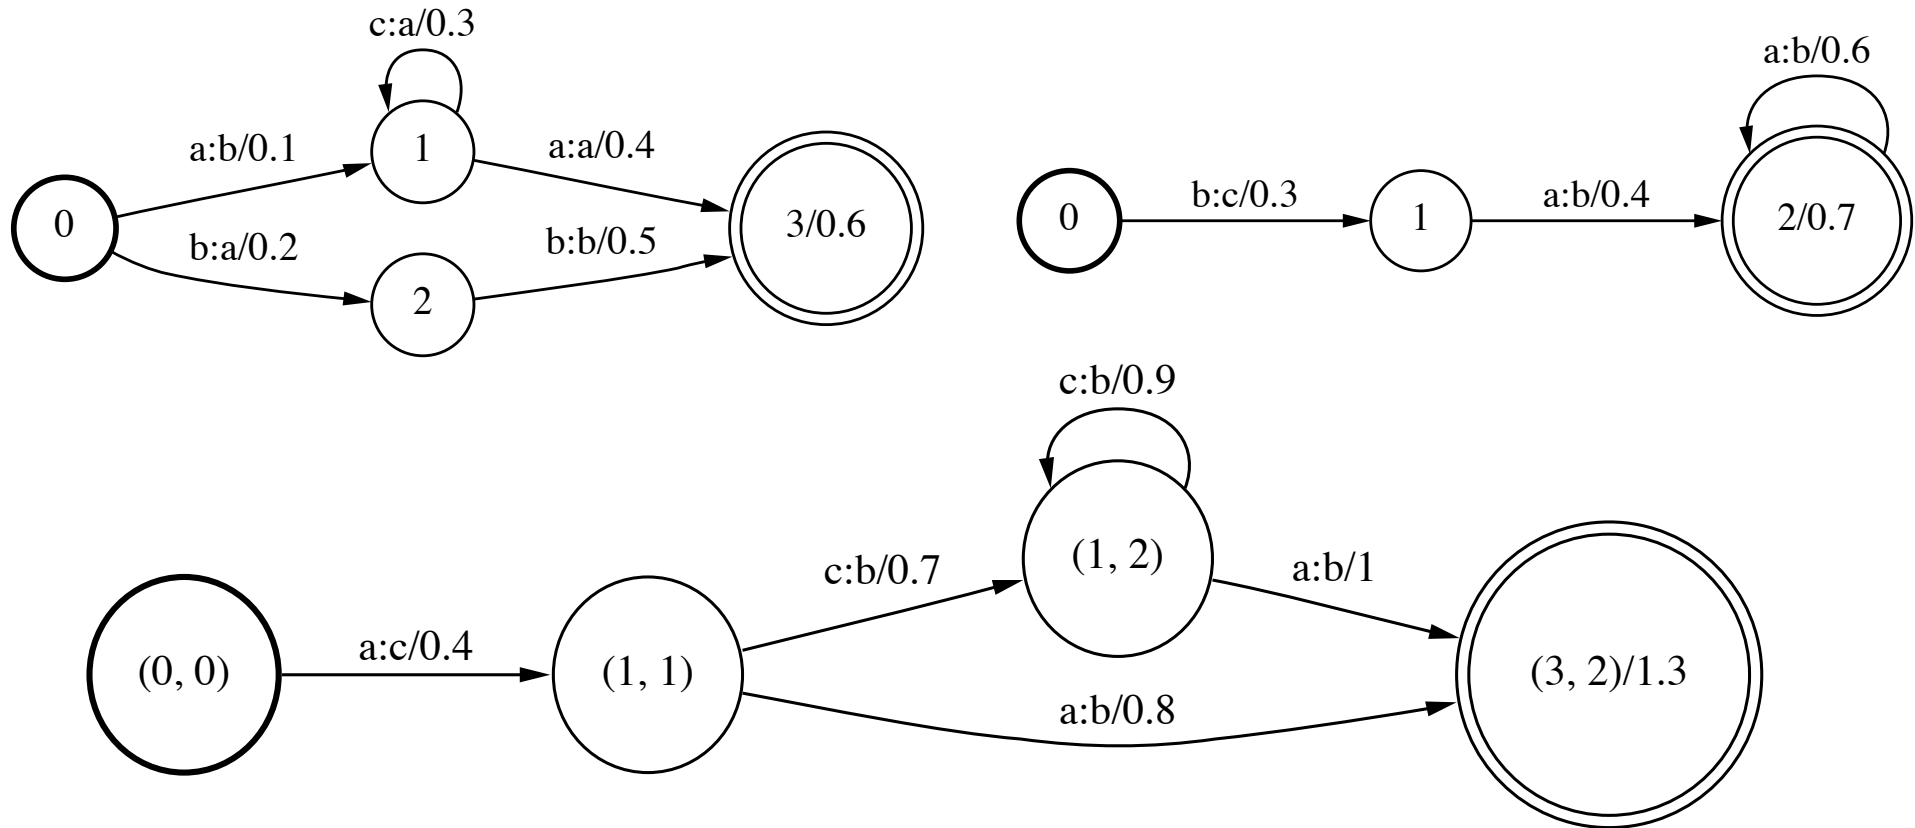 c:a/0.3
a:b/0.1
1
a:a/0.4
0
b:a/0.2
b:b/0.5
3/0.6
2
a:b/0.6
0
b:c/0.3
1
a:b/0.4
2/0.7
c:b/0.9
(0, 0)
a:c/0.4
(1, 1)
c:b/0.7
(1, 2)
a:b/1
a:b/0.8
(3, 2)/1.3